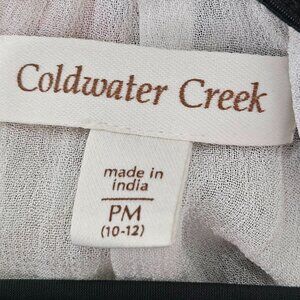 Coldwater Creek
made in
india
PM
(10-12)